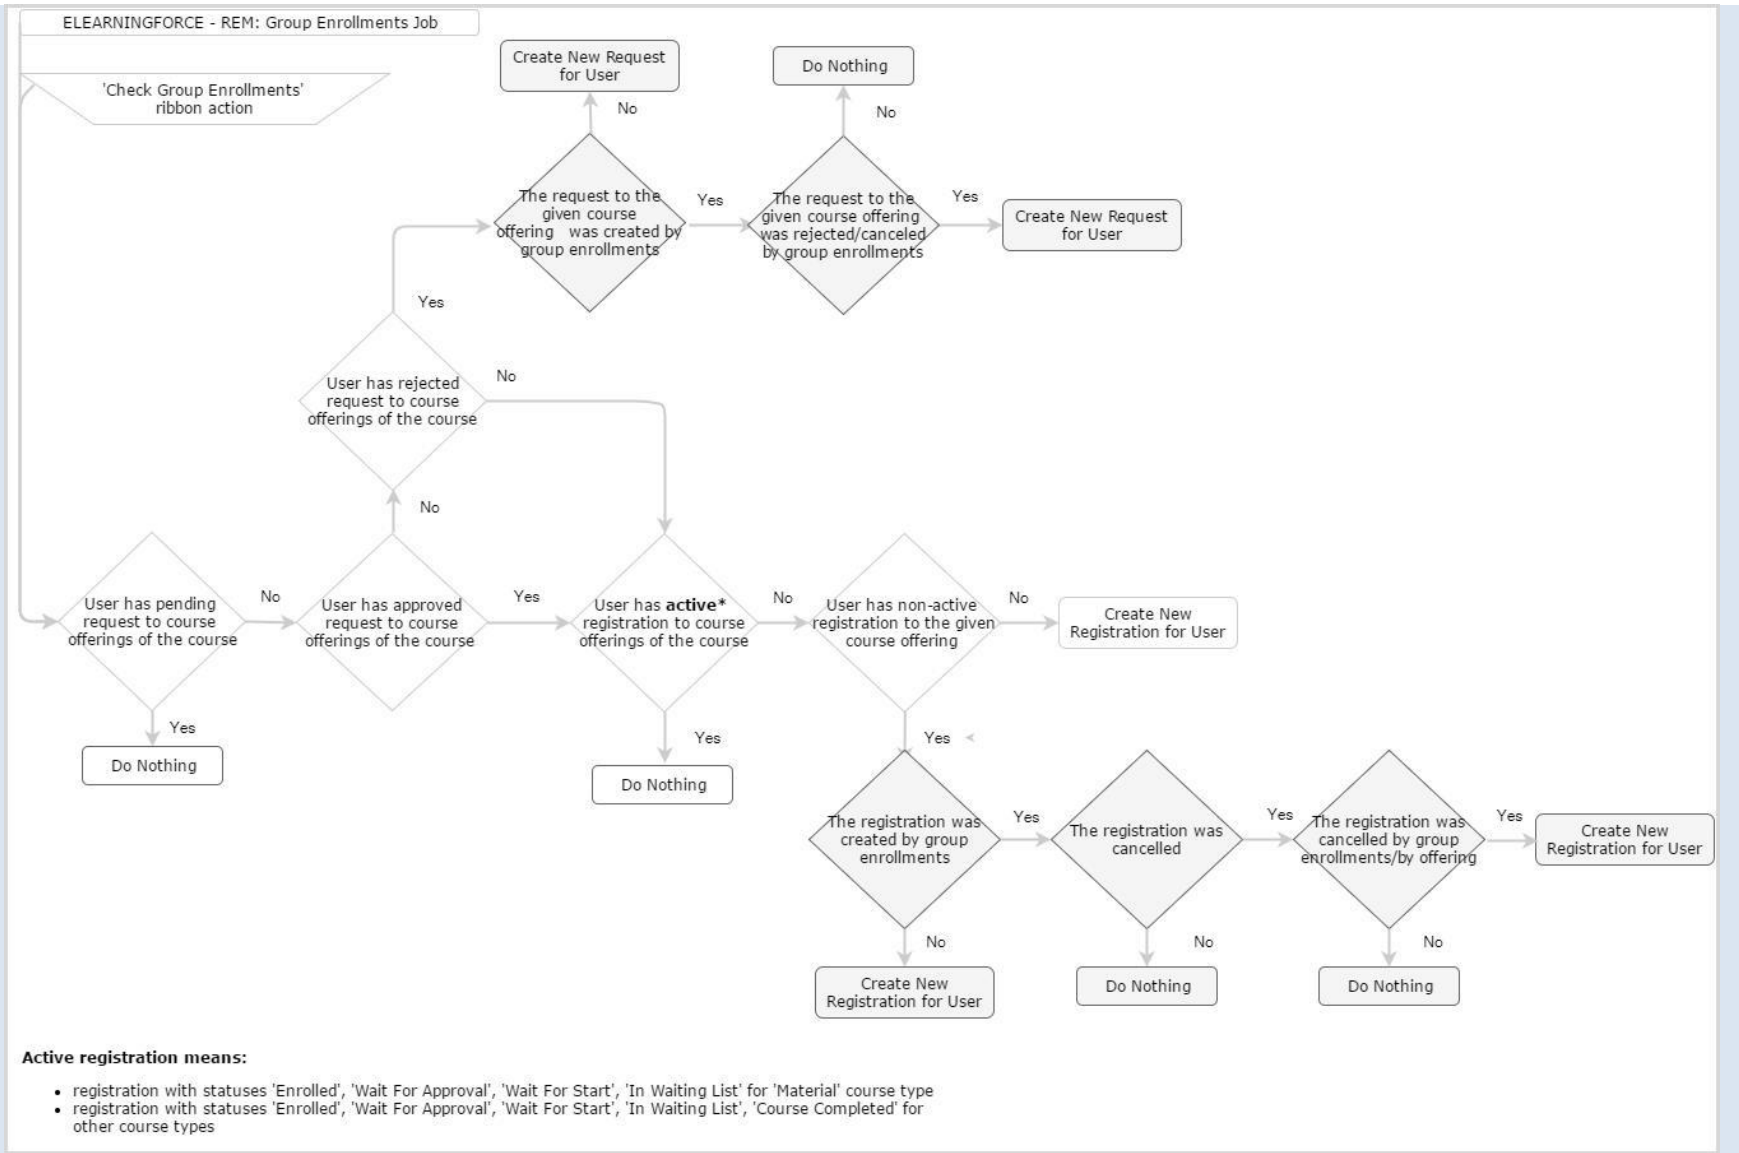 ELEARNINGFORCE - REM: Group Enrollments Job
'Check Group Enrollments'
ribbon action
Create New Request
for User
Do Nothing
No
No
The request to the
given course
offering was created by
group enrollments
Yes
The request to the
given course offering
was rejected/canceled
by group enrollments
Yes
Create New Request
for User
Yes
User has rejected
request to course
offerings of the course
No
No
User has pending
request to course
offerings of the course
No
User has approved
request to course
offerings of the course
Yes
User has active*
registration to course
offerings of the course
No
User has non-active
registration to the given
course offering
No
Create New
Registration for User
Yes
Do Nothing
Yes
Do Nothing
Yes
The registration was
created by group
enrollments
Yes
The registration was
cancelled
Yes
The registration was
cancelled by group
enrollments/by offering
Yes
Create New
Registration for User
No
Create New
Registration for User
No
Do Nothing
No
Do Nothing
Active registration means:
• registration with statuses 'Enrolled', 'Wait For Approval', 'Wait For Start', 'In Waiting List' for 'Material' course type
• registration with statuses 'Enrolled', 'Wait For Approval', 'Wait For Start', 'In Waiting List', 'Course Completed' for
other course types